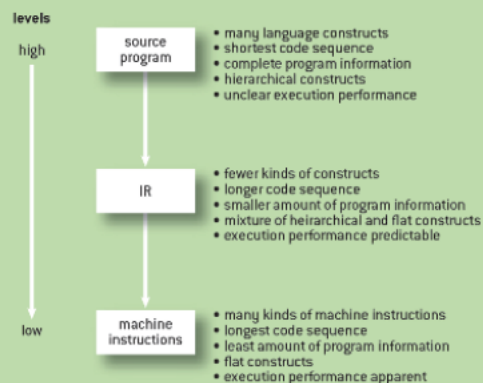 levels
high
source
program
• many language constructs
• shortest code sequence
• complete program information
• hierarchical constructs
• unclear execution performance
IR
• fewer kinds of constructs
• longer code sequence
• smaller amount of program information
• mixture of heirarchical and flat constructs
• execution performance predictable
low
machine
instructions
• many kinds of machine instructions
• longest code sequence
• least amount of program information
• flat constructs
• execution performance apparent